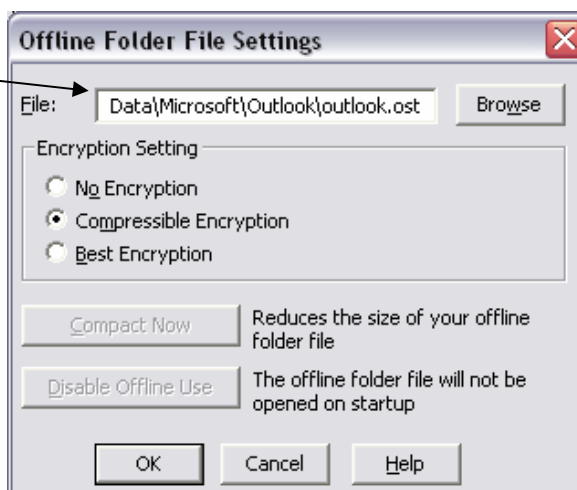 Offline Folder File Settings
File: Data\Microsoft\Outlook\outlook.ost Browse
Encryption Setting
No Encryption
Compressible Encryption
Best Encryption
Compact Now Reduces the size of your offline
folder file
Disable Offline Use The offline folder file will not be
opened on startup
OK Cancel Help